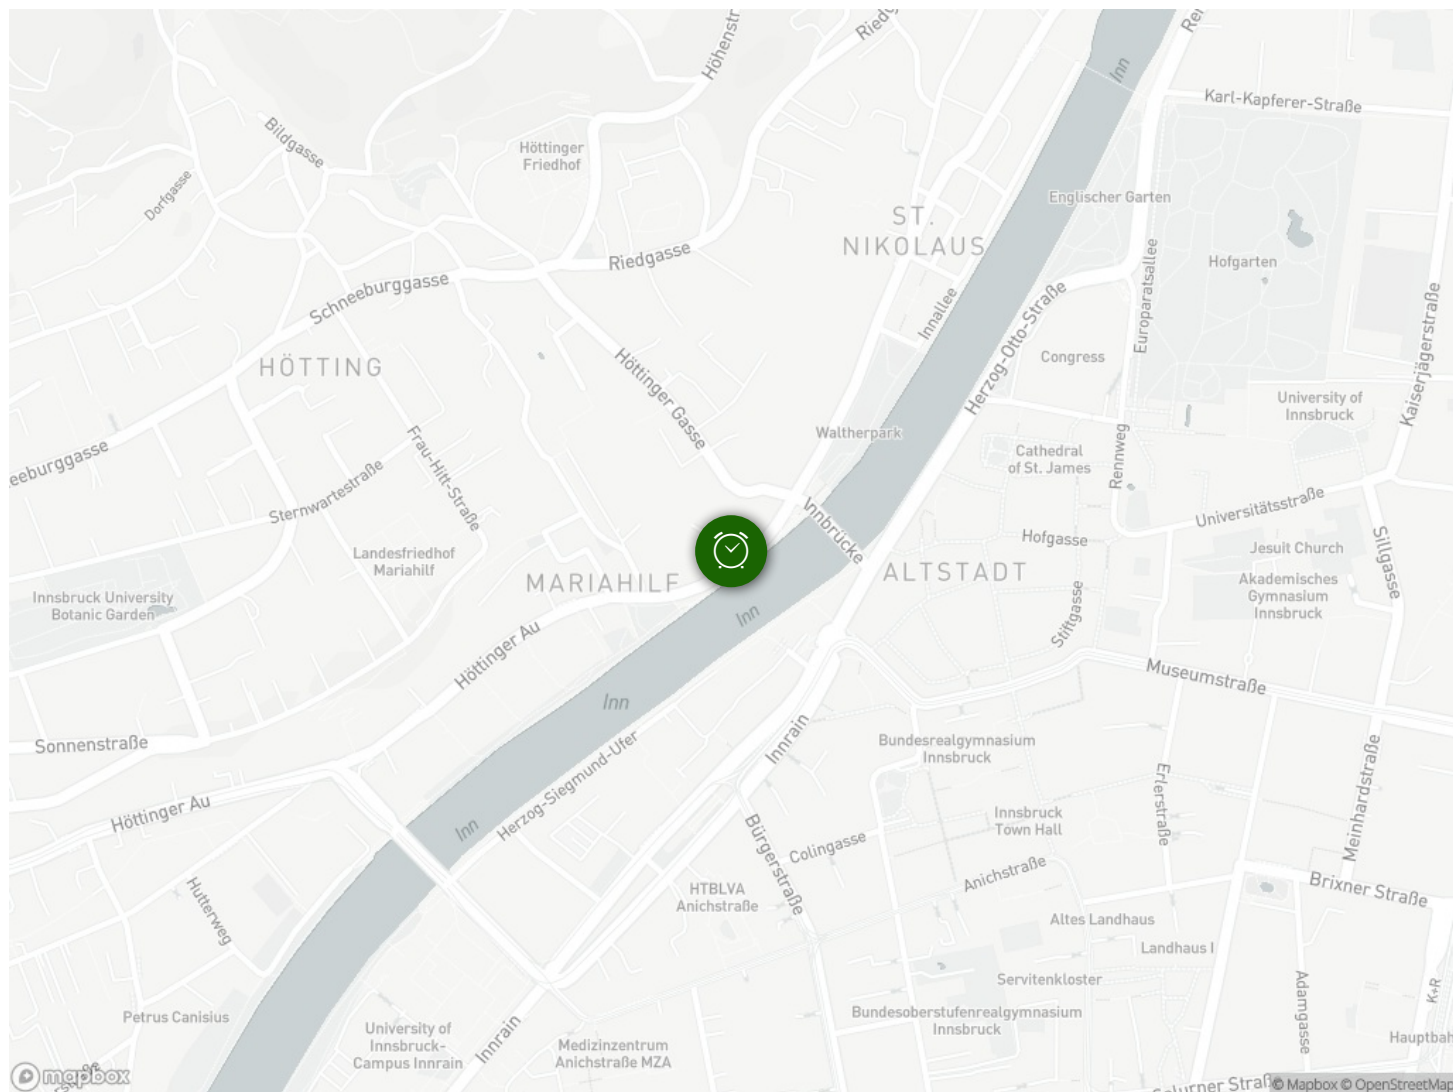 Höhenstr
Riedg
Inn
Rei
Karl-Kapferer-Straße
Bildgasse
Höttinger
Friedhof
Dorfgasse
Englischer Garten
ST.
NIKOLAUS
Riedgasse
Hofgarten
Europaratsallee
Schneeburggasse
Innallee
Herzog-Otto-Straße
Kaiserjägerstraße
HÖTTING
Höttinger Gasse
Congress
University of
Innsbruck
Waltherpark
Frau-Hitt-Straße
Cathedral
of St. James
Rennweg
eeburggasse
Sternwartestraße
Universitätsstraße
Innbrücke
Hofgasse
Sillgasse
Jesuit Church
Landesfriedhof
Mariahilf
MARIAHILF
ALTSTADT
Akademisches
Gymnasium
Innsbruck
Innsbruck University
Botanic Garden
Inn
Stiftgasse
Höttinger Au
Museumstraße
Inn
Sonnenstraße
Innrain
Bundesrealgymnasium
Innsbruck
Herzog-Siegmund-Ufer
Meinhardstraße
Erlerstraße
Höttinger Au
Inn
Innsbruck
Town Hall
Colingasse
Bürgerstraße
Anichstraße
Brixner Straße
HTBLVA
Anichstraße
Hutterweg
Altes Landhaus
Landhaus I
Servitenkloster
Adamgasse
K+R
Petrus Canisius
University of
Innsbruck-
Campus Innrain
Innrain
Bundesoberstufenrealgymnasium
Innsbruck
Medizinzentrum
Anichstraße MZA
Hauptbah
mapbox
Salurner Straße
© Mapbox © OpenStreetMap